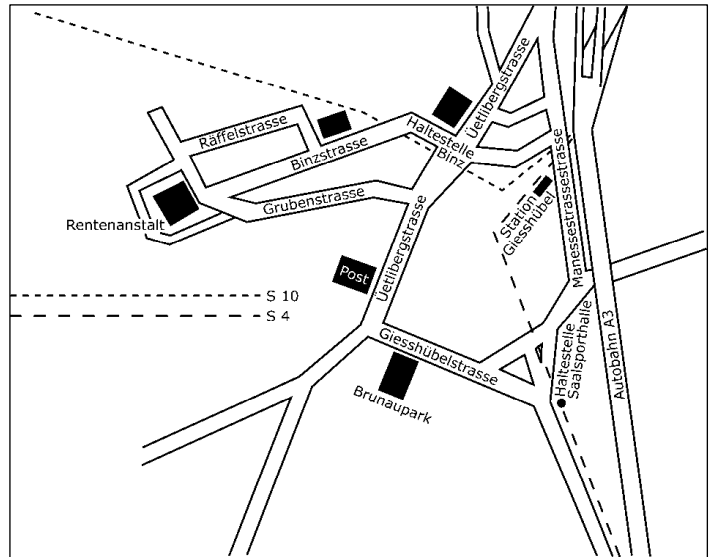 Räffelstrasse
Haltestelle
Binz
Üetlibergstrasse
Binzstrasse
Grubenstrasse
Rentenanstalt
Station
Giesshübel
Manessestrassestrasse
Post
Üetlibergstrasse
S 10
S 4
Giesshübelstrasse
Brunaupark
Haltestelle
Saalsporthalle
Autobahn A3